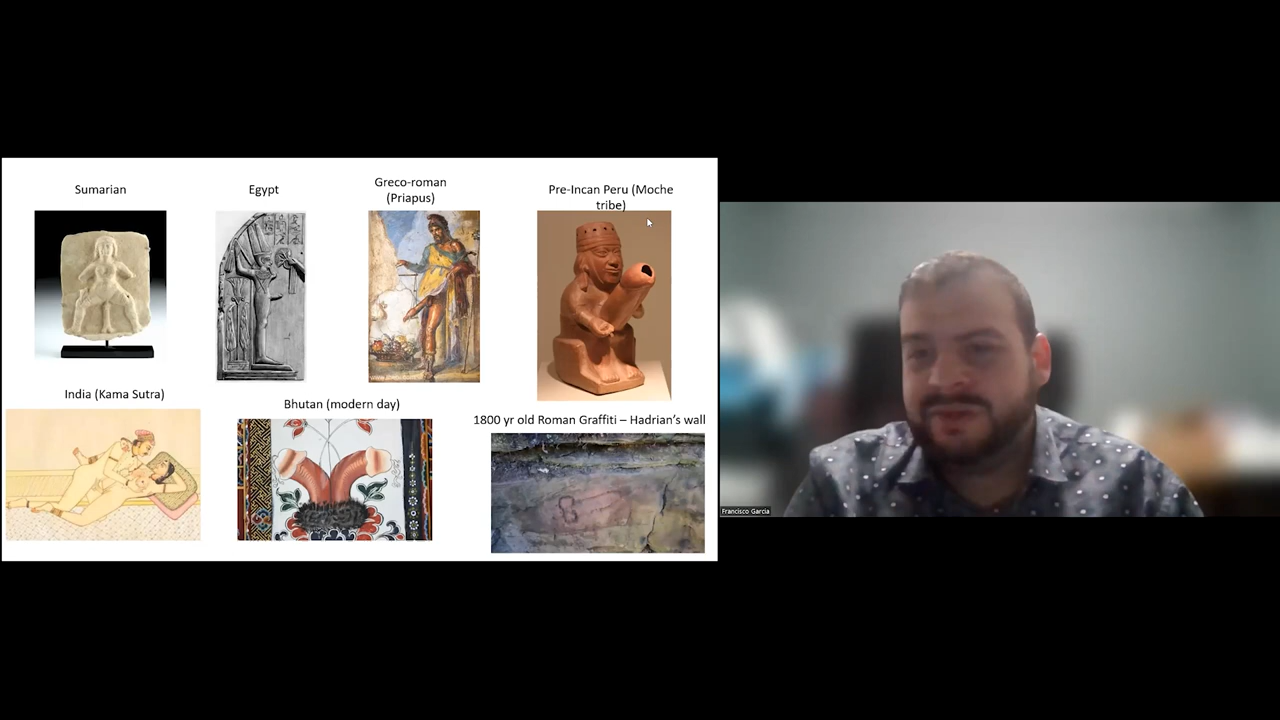 Sumarian
Egypt
Greco-roman
(Priapus)
Pre-Incan Peru (Moche
tribe)
India (Kama Sutra)
Bhutan (modern day)
1800 yr old Roman Graffiti – Hadrian's wall
Francisco Garcia